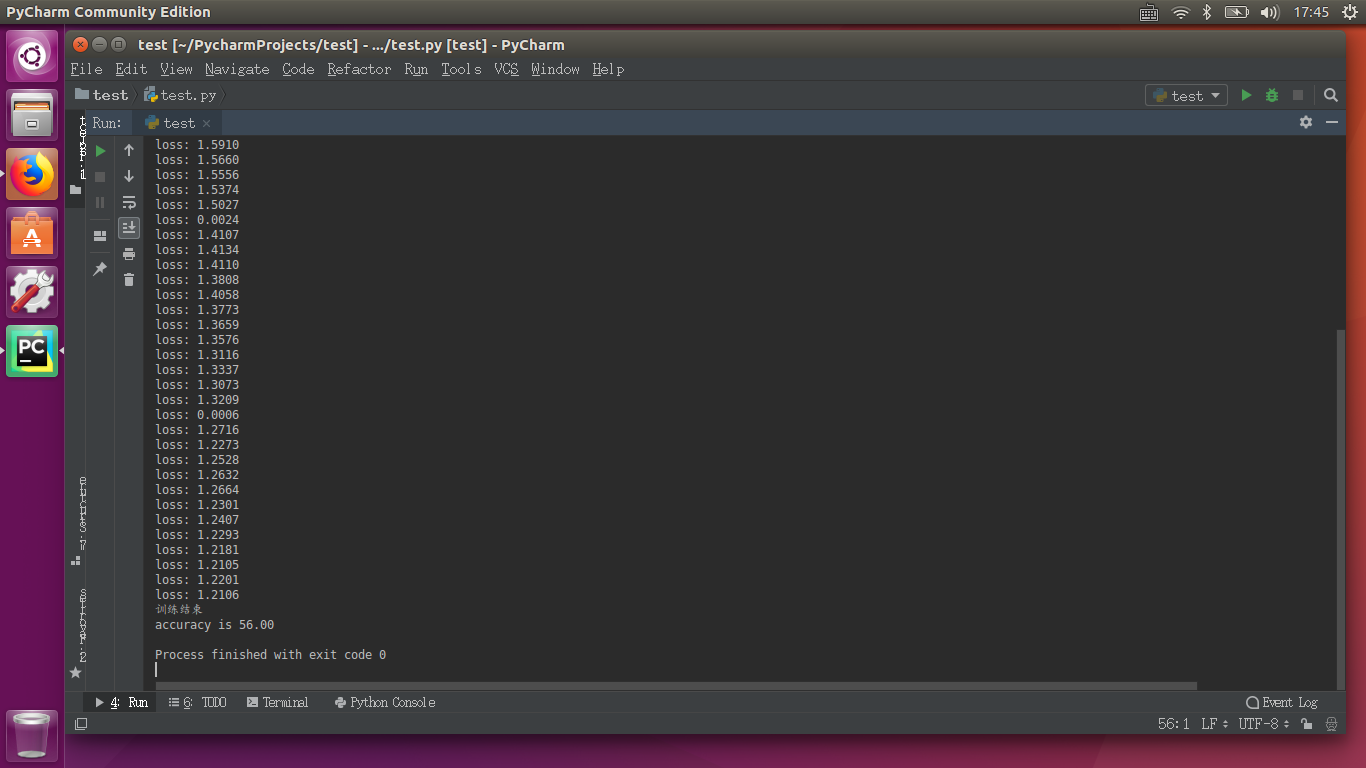 PyCharm Community Edition
17:45
test [~/PycharmProjects/test] - .../test.py [test] - PyCharm
File Edit View Navigate Code Refactor Run Tools VCS Window Help
test test.py test
Run: test
loss: 1.5910
loss: 1.5660
loss: 1.5556
loss: 1.5374
loss: 1.5027
loss: 0.0024
loss: 1.4107
loss: 1.4134
loss: 1.4110
loss: 1.3808
loss: 1.4058
loss: 1.3773
loss: 1.3659
loss: 1.3576
loss: 1.3116
loss: 1.3337
loss: 1.3073
loss: 1.3209
loss: 0.0006
loss: 1.2716
loss: 1.2273
loss: 1.2528
loss: 1.2632
loss: 1.2664
loss: 1.2301
loss: 1.2407
loss: 1.2293
loss: 1.2181
loss: 1.2105
loss: 1.2201
loss: 1.2106
训练结束
accuracy is 56.00
Process finished with exit code 0
PC
4: Run 6: TODO Terminal Python Console Event Log
56:1 LF UTF-8